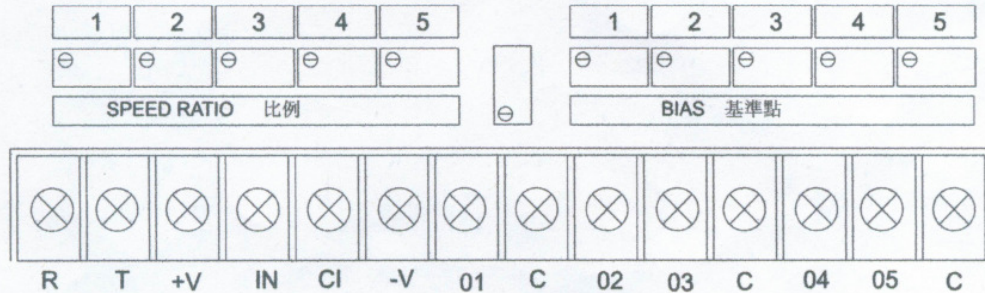 1 2 3 4 5 1 2 3 4 5
SPEED RATIO 比例 BIAS 基準點
R T +V IN CI -V 01 C 02 03 C 04 05 C